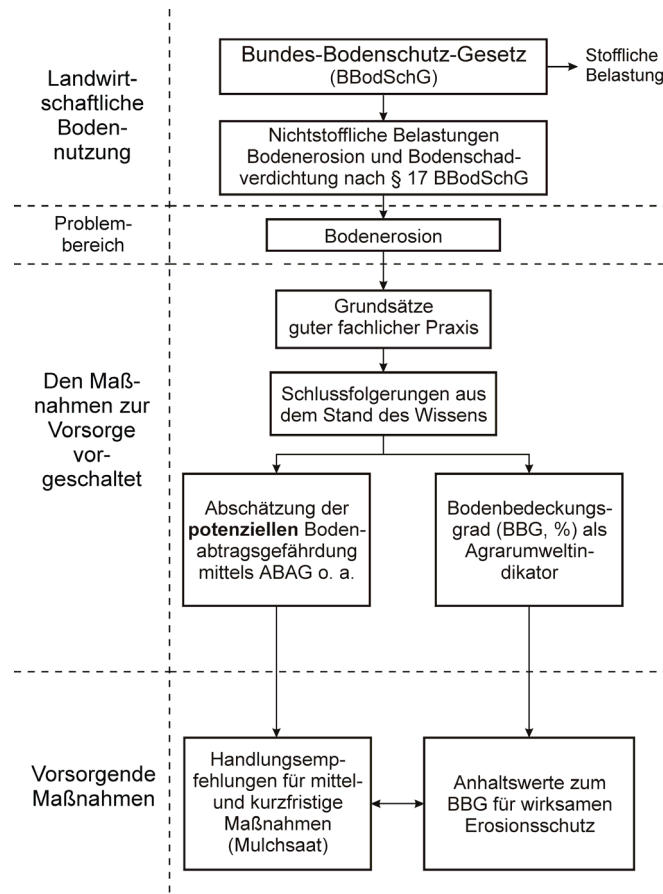 Landwirt-
schaftliche
Boden-
nutzung
Bundes-Bodenschutz-Gesetz
(BBodSchG)
Stoffliche
Belastung
Nichtstoffliche Belastungen
Bodenerosion und Bodenschad-
verdichtung nach § 17 BBodSchG
Problem-
bereich
Bodenerosion
Den Maß-
nahmen zur
Vorsorge
vor-
geschaltet
Grundsätze
guter fachlicher Praxis
Schlussfolgerungen aus
dem Stand des Wissens
Abschätzung der
potenziellen Boden-
abtragsgefährdung
mittels ABAG o. a.
Bodenbedeckungs-
grad (BBG, %) als
Agrarumweltin-
dikator
Vorsorgende
Maßnahmen
Handlungsemp-
fehlungen für mittel-
und kurzfristige
Maßnahmen
(Mulchsaat)
Anhaltswerte zum
BBG für wirksamen
Erosionsschutz